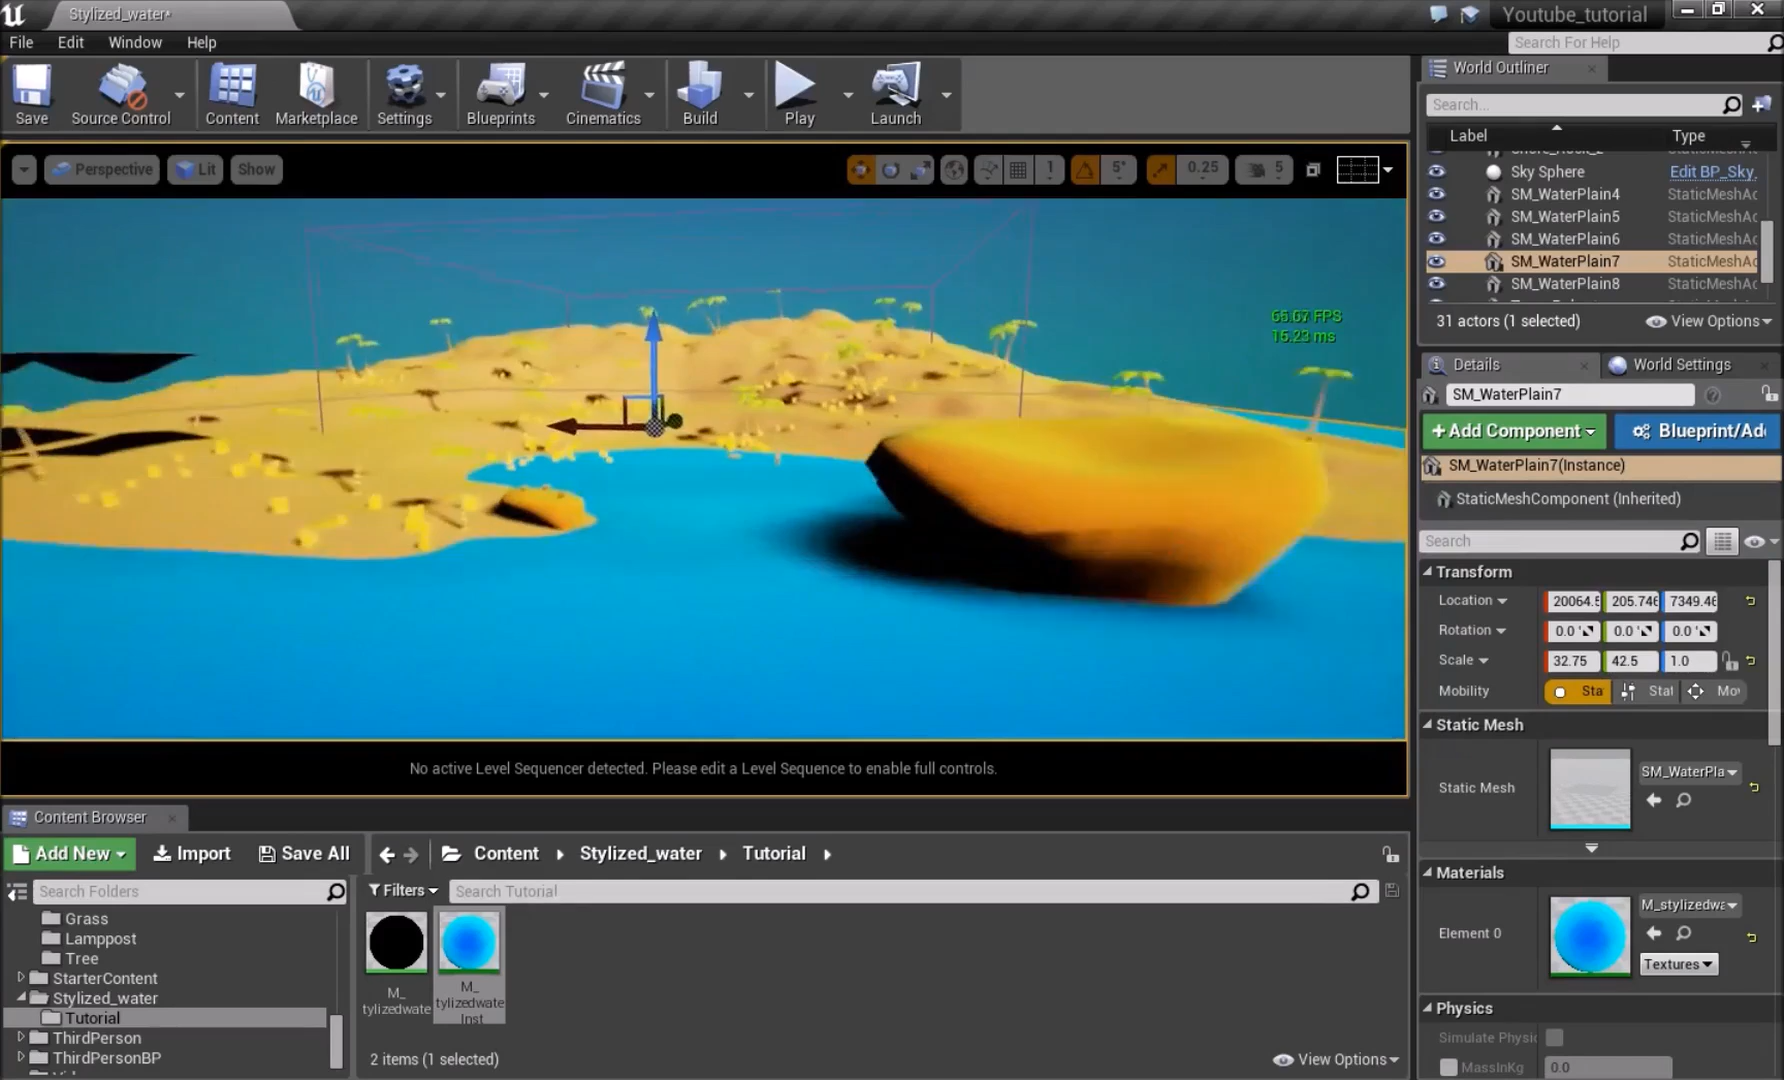 Stylized_water*
Youtube_tutorial
File Edit Window Help
Search For Help
Save Source Control Content Marketplace Settings Blueprints Cinematics Build Play Launch
Perspective Lit Show
1 5° 0.25 5
65.07 FPS
15.23 ms
No active Level Sequencer detected. Please edit a Level Sequence to enable full controls.
World Outliner
Search...
Label Type
Sky Sphere Edit BP_Sky
SM_WaterPlain4 StaticMeshAc
SM_WaterPlain5 StaticMeshAc
SM_WaterPlain6 StaticMeshAc
SM_WaterPlain7 StaticMeshAc
SM_WaterPlain8 StaticMeshAc
31 actors (1 selected) View Options
Details World Settings
SM_WaterPlain7
+Add Component Blueprint/Add
SM_WaterPlain7(Instance)
StaticMeshComponent (Inherited)
Search
Transform
Location 20064.5 205.746 7349.46
Rotation 0.0 ° 0.0 ° 0.0 °
Scale 32.75 42.5 1.0
Mobility Sta Stat Mov
Static Mesh
Static Mesh SM_WaterPla
Materials
Element 0 M_stylizedwa
Textures
Physics
Simulate Physic
MassInKg 0.0
Content Browser
Add New Import Save All Content Stylized_water Tutorial
Search Folders
Filters Search Tutorial
Grass
Lamppost
Tree
StarterContent
Stylized_water
Tutorial
ThirdPerson
ThirdPersonBP
M_
tylizedwate
M_
tylizedwate
Inst
2 items (1 selected) View Options